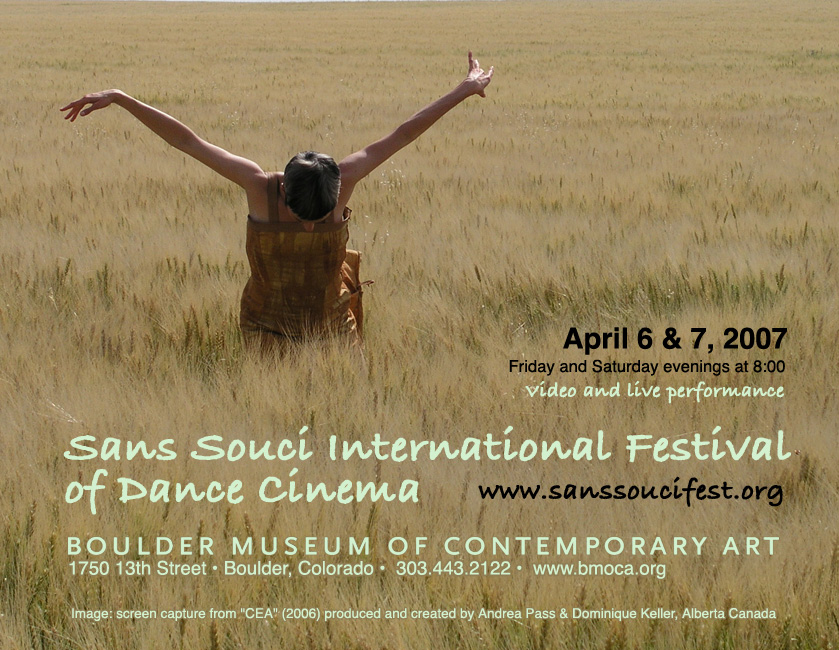 April 6 & 7, 2007
Friday and Saturday evenings at 8:00
video and live performance
Sans Souci International Festival
of Dance Cinema
www.sanssoucifest.org
BOULDER MUSEUM OF CONTEMPORARY ART
1750 13th Street • Boulder, Colorado • 303.443.2122 • www.bmoca.org
Image: screen capture from "CEA" (2006) produced and created by Andrea Pass & Dominique Keller, Alberta Canada